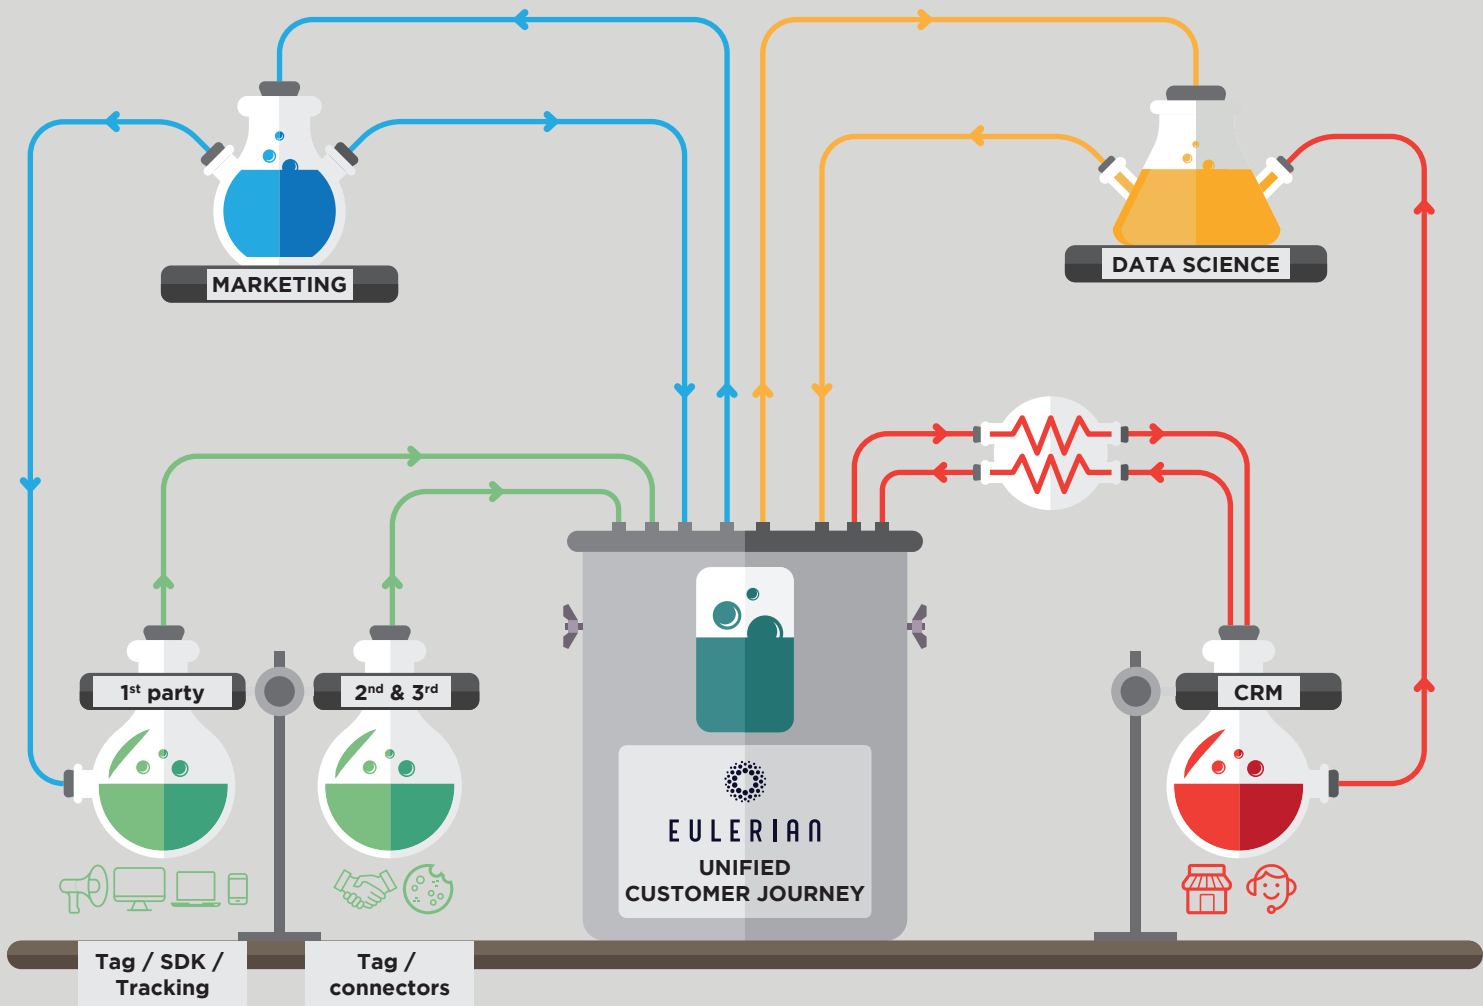 MARKETING
DATA SCIENCE
1st party
2nd & 3rd
CRM
EULERIAN
UNIFIED
CUSTOMER JOURNEY
Tag / SDK /
Tracking
Tag /
connectors